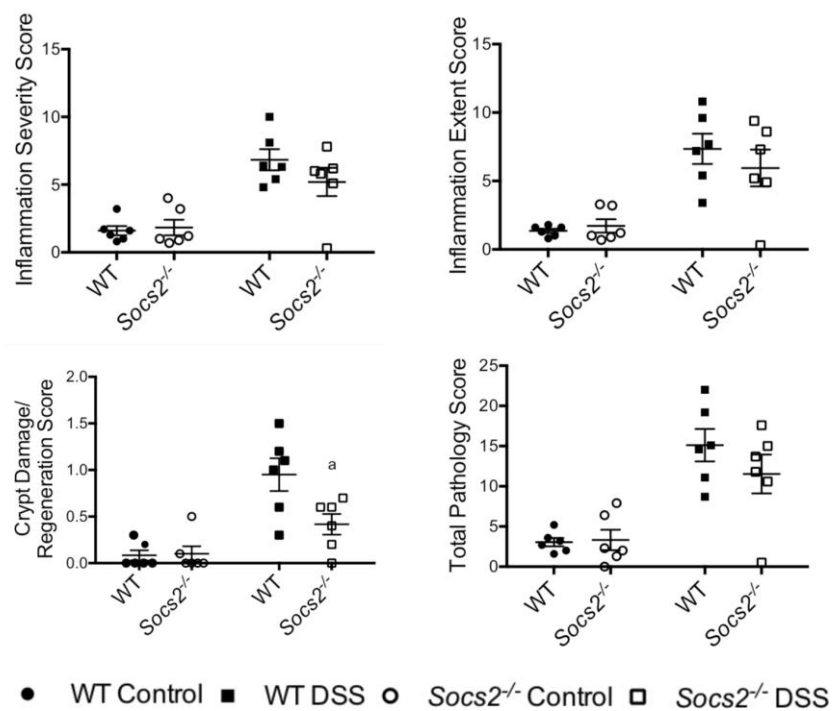 Inflammation Severity Score
15
10
5
0
WT
Socs2-/-
WT
Socs2-/-
Inflammation Extent Score
15
10
5
0
WT
Socs2-/-
WT
Socs2-/-
Crypt Damage/
Regeneration Score
2.0
1.5
1.0
0.5
0.0
a
WT
Socs2-/-
WT
Socs2-/-
Total Pathology Score
25
20
15
10
5
0
WT
Socs2-/-
WT
Socs2-/-
WT Control WT DSS Socs2-/- Control Socs2-/- DSS